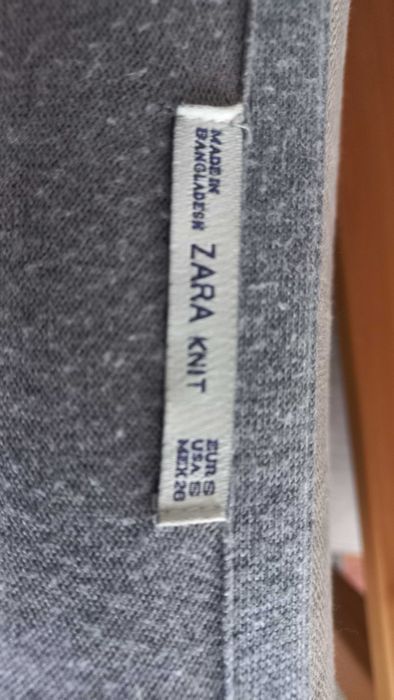 MADE IN
BANGLADESH
ZARA KNIT
EUR S
USA S
MEX 26